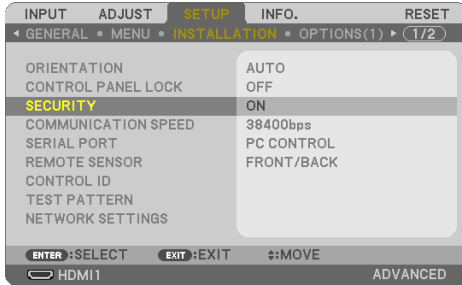 INPUT ADJUST SETUP INFO. RESET
◀ GENERAL • MENU • INSTALLATION • OPTIONS(1) ▶ 1/2
ORIENTATION AUTO
CONTROL PANEL LOCK OFF
SECURITY ON
COMMUNICATION SPEED 38400bps
SERIAL PORT PC CONTROL
REMOTE SENSOR FRONT/BACK
CONTROL ID
TEST PATTERN
NETWORK SETTINGS
ENTER :SELECT EXIT :EXIT :MOVE
HDMI1 ADVANCED